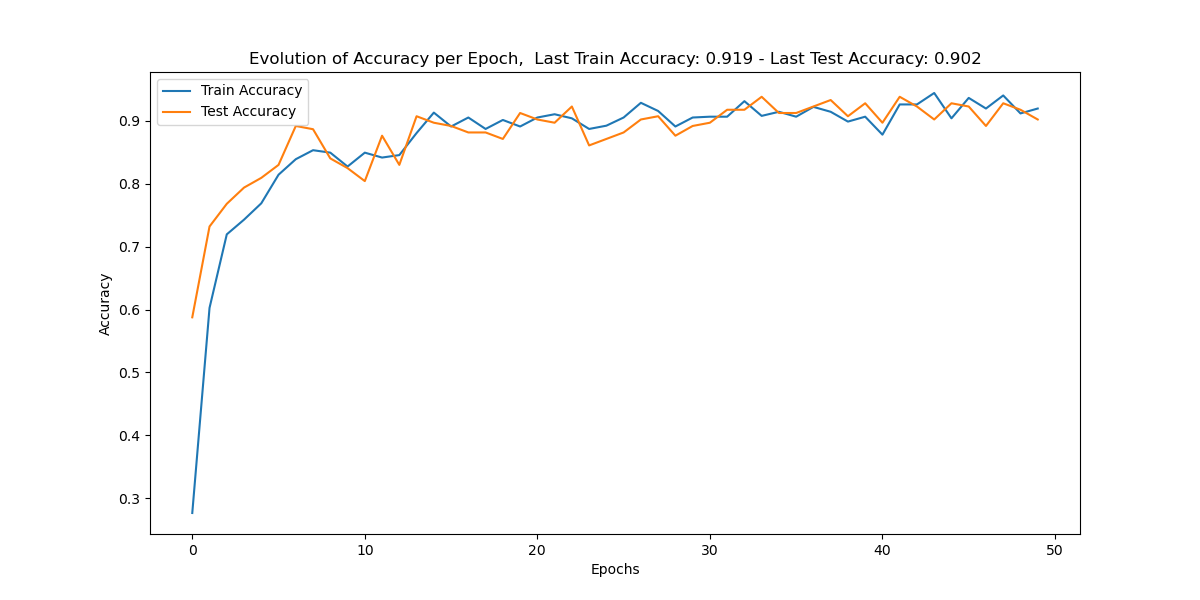 Evolution of Accuracy per Epoch,  Last Train Accuracy: 0.919 - Last Test Accuracy: 0.902
Train Accuracy
Test Accuracy
Accuracy
0.9
0.8
0.7
0.6
0.5
0.4
0.3
0 10 20 30 40 50
Epochs